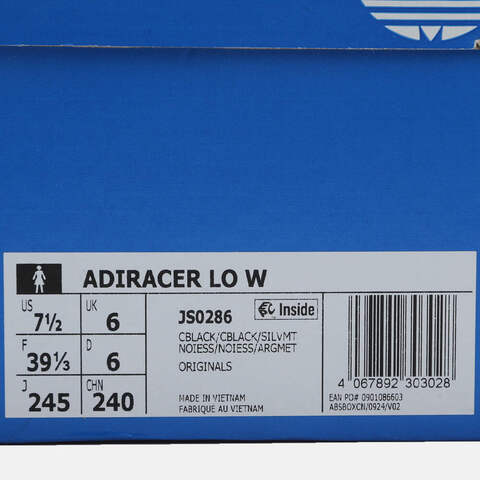 ADIRACER LO W
US 7½ UK 6
F 39⅓ D 6
J 245 CHN 240
JS0286 Inside
CBLACK/CBLACK/SILVMT
NOIESS/NOIESS/ARGMET
ORIGINALS
MADE IN VIETNAM
FABRIQUE AU VIETNAM
4 067892 303028
EAN PO# 0901086603
ABSBOXCN/0924/V02